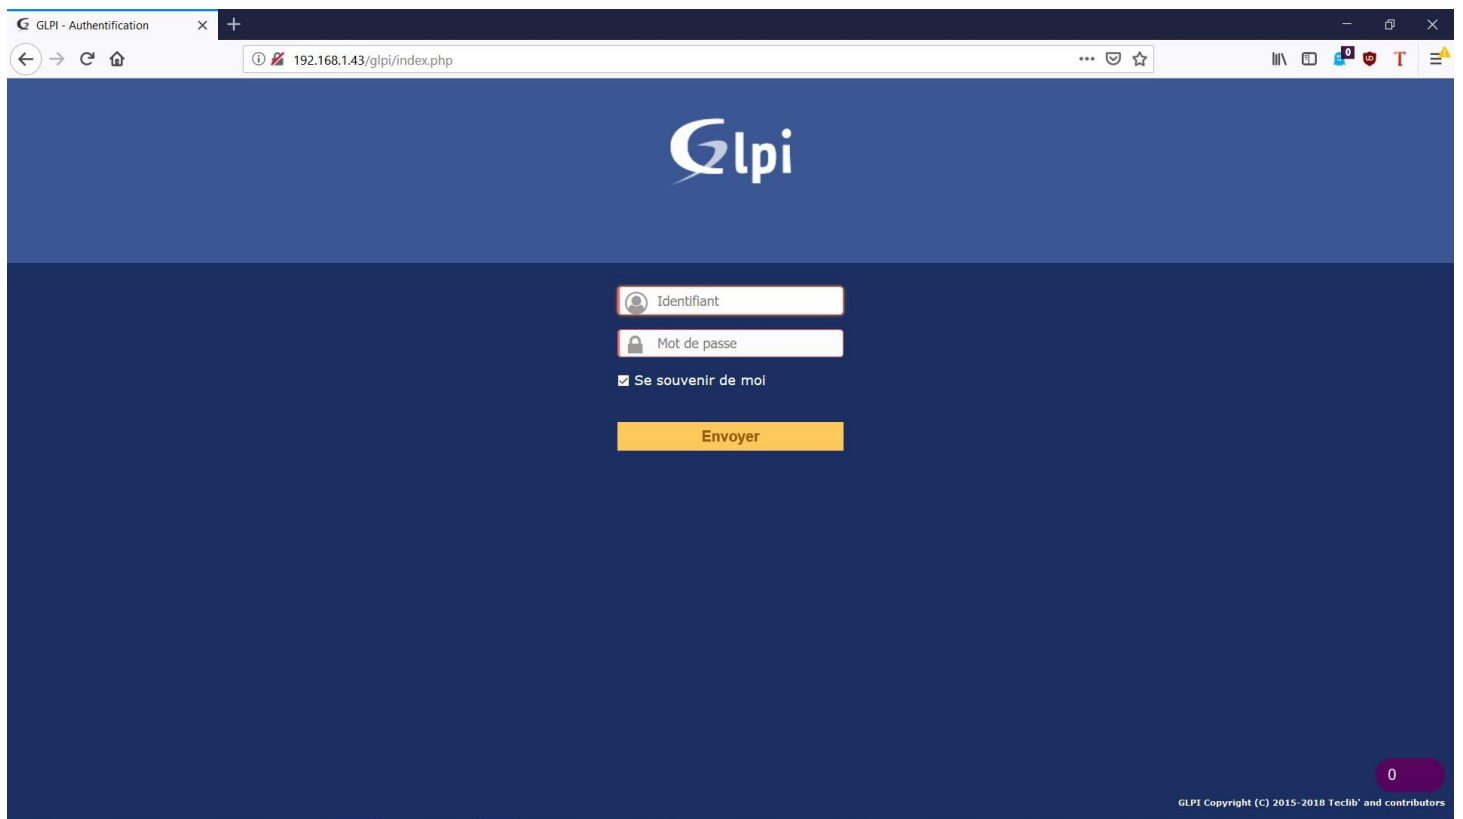 GLPI - Authentification
192.168.1.43/glpi/index.php
0
T
Glpi
Identifiant
Mot de passe
Se souvenir de moi
Envoyer
0
GLPI Copyright (C) 2015-2018 Teclib' and contributors